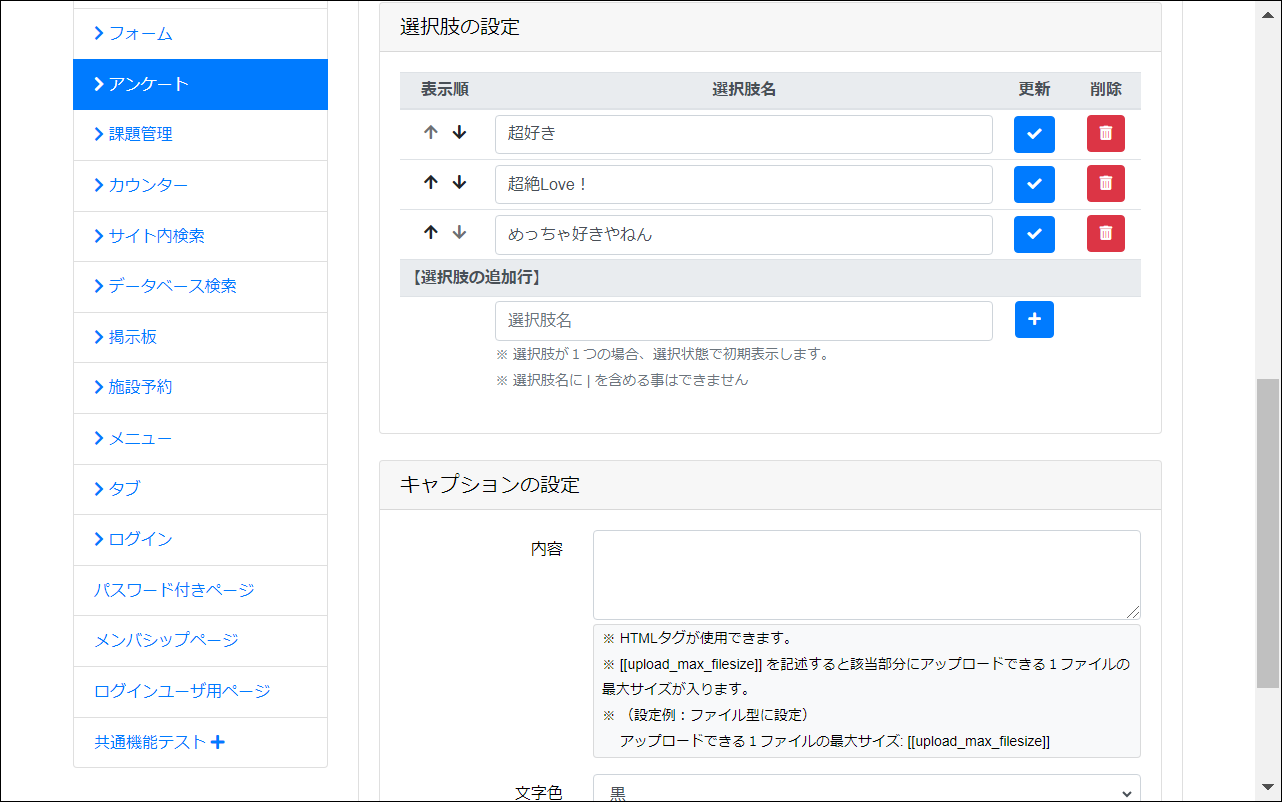 フォーム
アンケート
課題管理
カウンター
サイト内検索
データベース検索
掲示板
施設予約
メニュー
タブ
ログイン
パスワード付きページ
メンバシップページ
ログインユーザ用ページ
共通機能テスト
選択肢の設定
表示順 選択肢名 更新 削除
超好き
超絶Love！
めっちゃ好きやねん
【選択肢の追加行】
選択肢名
※ 選択肢が１つの場合、選択状態で初期表示します。
※ 選択肢名に | を含める事はできません
キャプションの設定
内容
※ HTMLタグが使用できます。
※ [[upload_max_filesize]] を記述すると該当部分にアップロードできる１ファイルの
最大サイズが入ります。
※ （設定例：ファイル型に設定）
アップロードできる１ファイルの最大サイズ: [[upload_max_filesize]]
文字色 黒